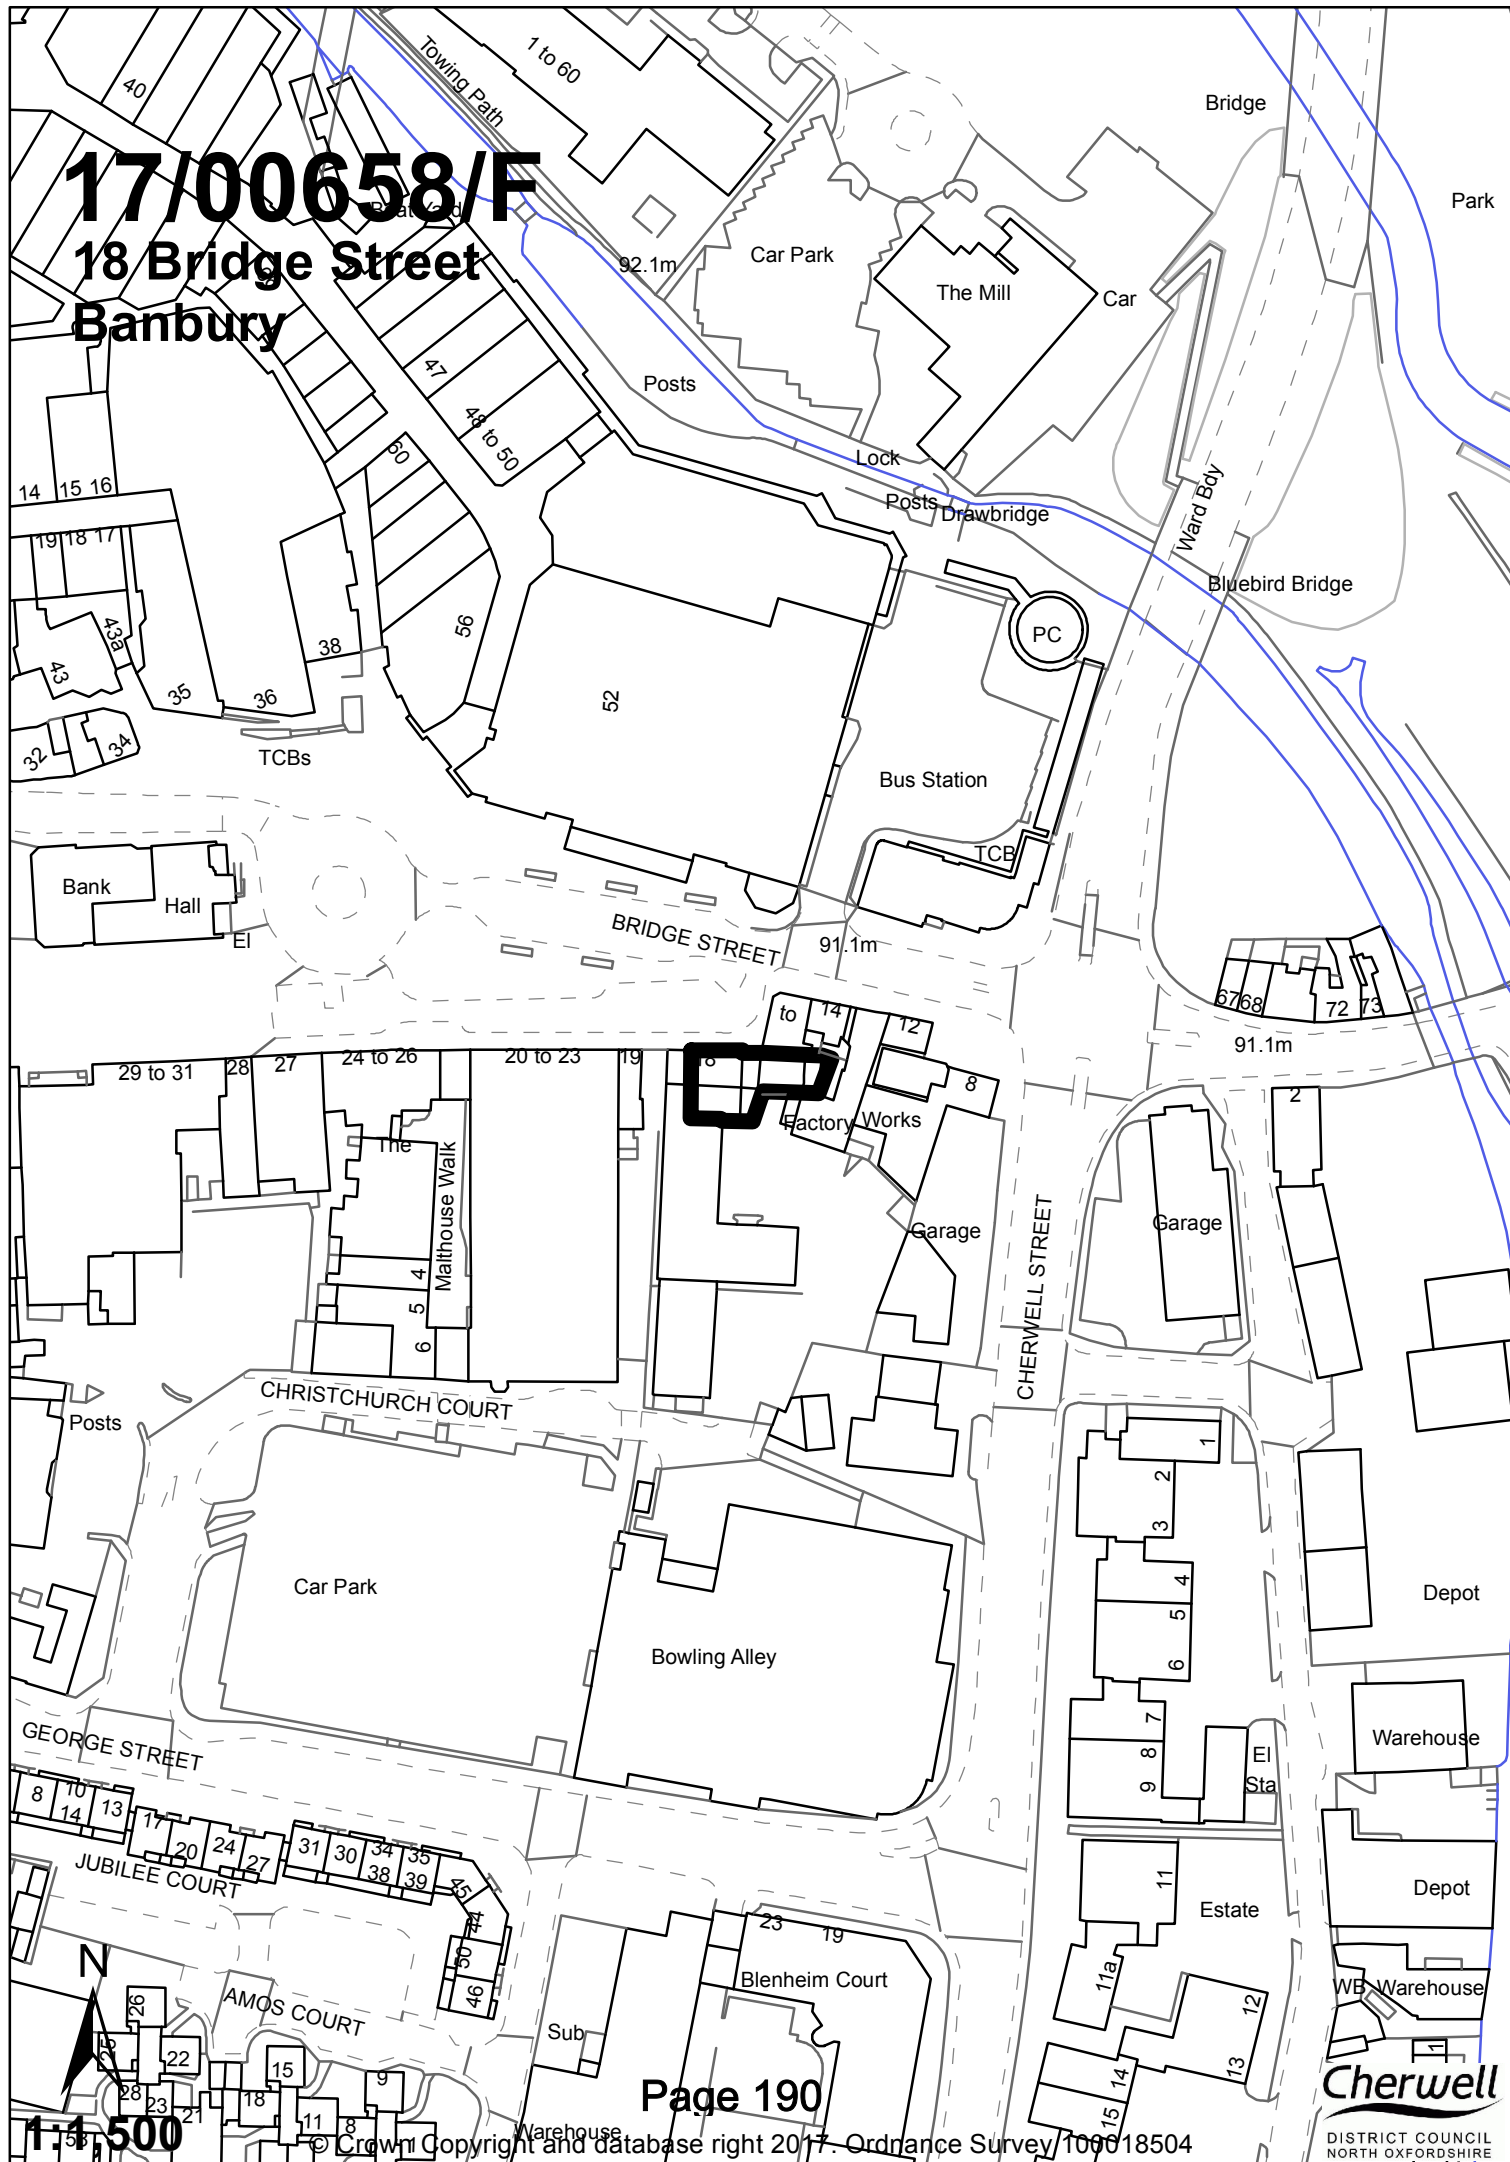 17/00658/F
18 Bridge Street
Banbury
40
Towing Path
1 to 60
Bridge
Park
Boat Yard
92.1m
Car Park
The Mill
Car
47
48 to 50
Posts
60
Lock
Posts
Drawbridge
Ward Bdy
Bluebird Bridge
14
15 16
19
18
17
43a
43
38
56
35
36
32
34
TCBs
52
PC
Bus Station
TCB
Bank
Hall
El
BRIDGE STREET
91.1m
67
68
72
73
91.1m
to
14
12
29 to 31
28
27
24 to 26
20 to 23
19
18
8
2
Factory
Works
The
Malthouse Walk
4
5
6
Garage
CHERWELL STREET
Garage
CHRISTCHURCH COURT
Posts
1
2
3
4
5
6
7
8
9
Car Park
Bowling Alley
Depot
Warehouse
El
Sta
GEORGE STREET
8
10
14
13
17
20
24
27
31
30
34
38
35
39
45
44
50
46
JUBILEE COURT
11
Estate
Depot
23
19
Blenheim Court
11a
12
13
14
15
WB
Warehouse
1
N
AMOS COURT
26
25
22
28
23
21
18
15
11
8
9
1
Sub
Warehouse
Page 190
1:1,500
© Crown Copyright and database right 2017. Ordnance Survey 100018504
Cherwell
DISTRICT COUNCIL
NORTH OXFORDSHIRE